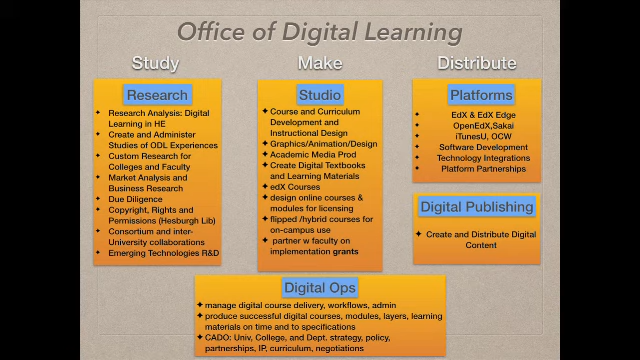 Office of Digital Learning
Study
Make
Distribute
Research
Research Analysis: Digital
Learning in HE
Create and Administer
Studies of ODL Experiences
Custom Research for
Colleges and Faculty
Market Analysis and
Business Research
Due Diligence
Copyright, Rights and
Permissions (Hesburgh Lib)
Consortium and inter-
University collaborations
Emerging Technologies R&D
Studio
Course and Curriculum
Development and
Instructional Design
Graphics/Animation/Design
Academic Media Prod
Create Digital Textbooks
and Learning Materials
edX Courses
design online courses &
modules for licensing
flipped /hybrid courses for
on-campus use
partner w faculty on
implementation grants
Platforms
EdX & EdX Edge
OpenEdX,Sakai
iTunesU, OCW
Software Development
Technology Integrations
Platform Partnerships
Digital Publishing
Create and Distribute Digital
Content
Digital Ops
manage digital course delivery, workflows, admin
produce successful digital courses, modules, layers, learning
materials on time and to specifications
CADO: Univ, College, and Dept. strategy, policy,
partnerships, IP, curriculum, negotiations